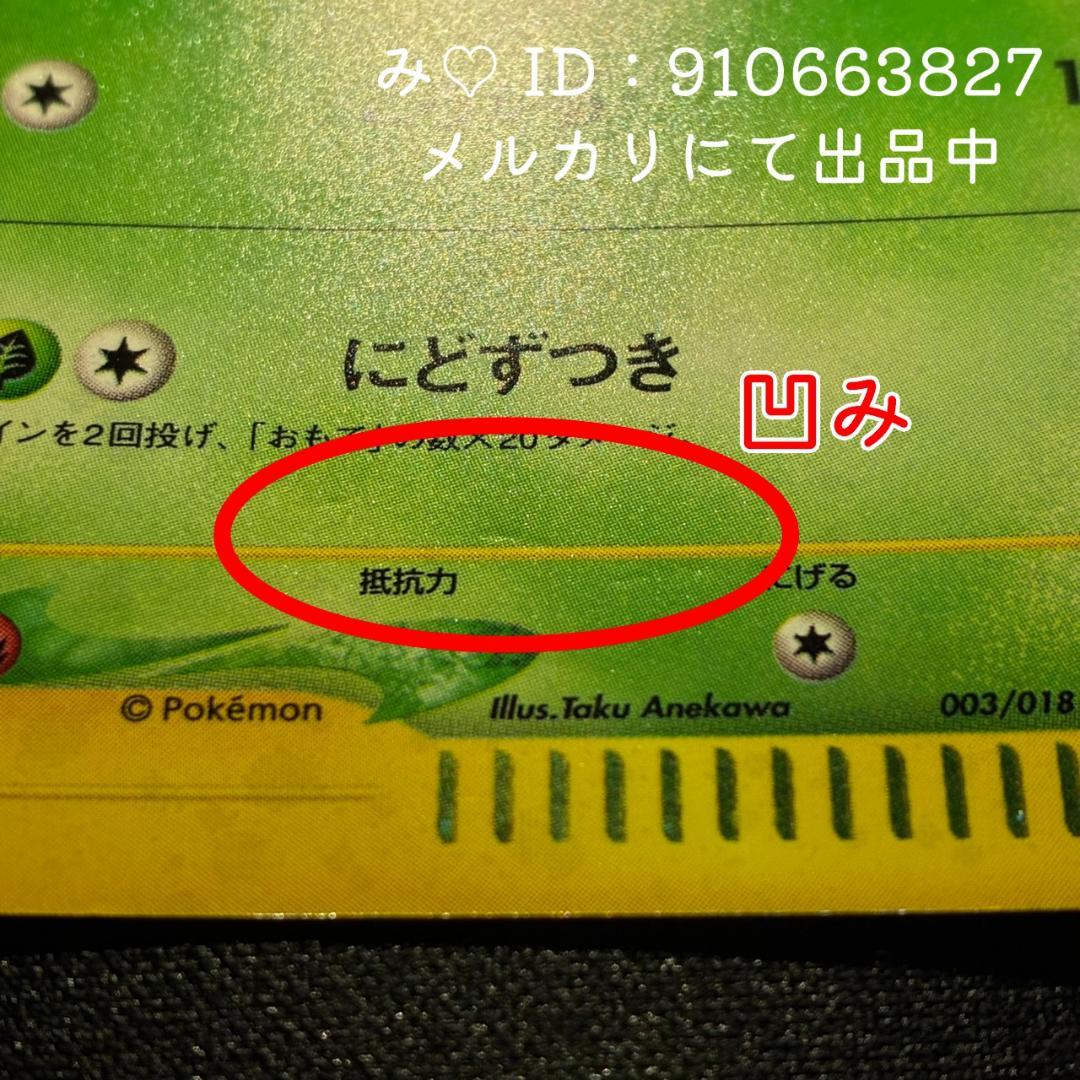 み♡ ID：910663827
メルカリにて出品中
にどずつき
インを2回投げ、「おもて」の数×20ダメージ。
凹み
抵抗力
にげる
© Pokémon
Illus. Taku Anekawa
003/018